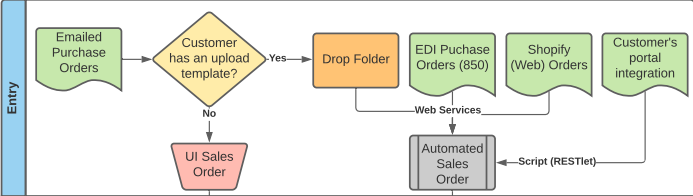 Entry
Emailed
Purchase
Orders
Customer
has an upload
template?
Yes
No
UI Sales
Order
Drop Folder
EDI Puchase
Orders (850)
Shopify
(Web) Orders
Customer's
portal
integration
Web Services
Automated
Sales
Order
Script (RESTlet)